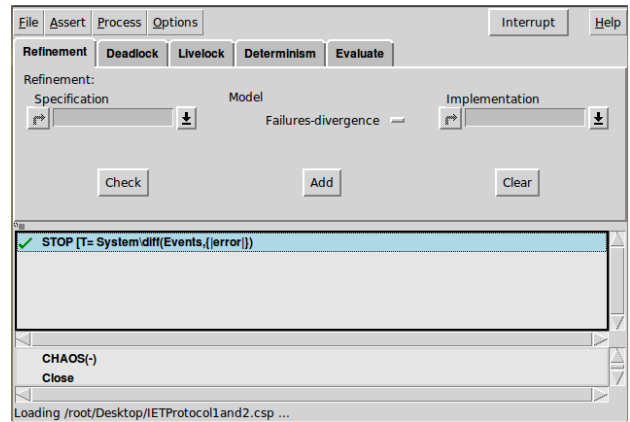 File Assert Process Options Interrupt Help
Refinement Deadlock Livelock Determinism Evaluate
Refinement:
Specification Model Implementation
Failures-divergence
Check Add Clear
STOP [T= System\diff(Events,{|error|})
CHAOS(-)
Close
Loading /root/Desktop/IETProtocol1and2.csp ...